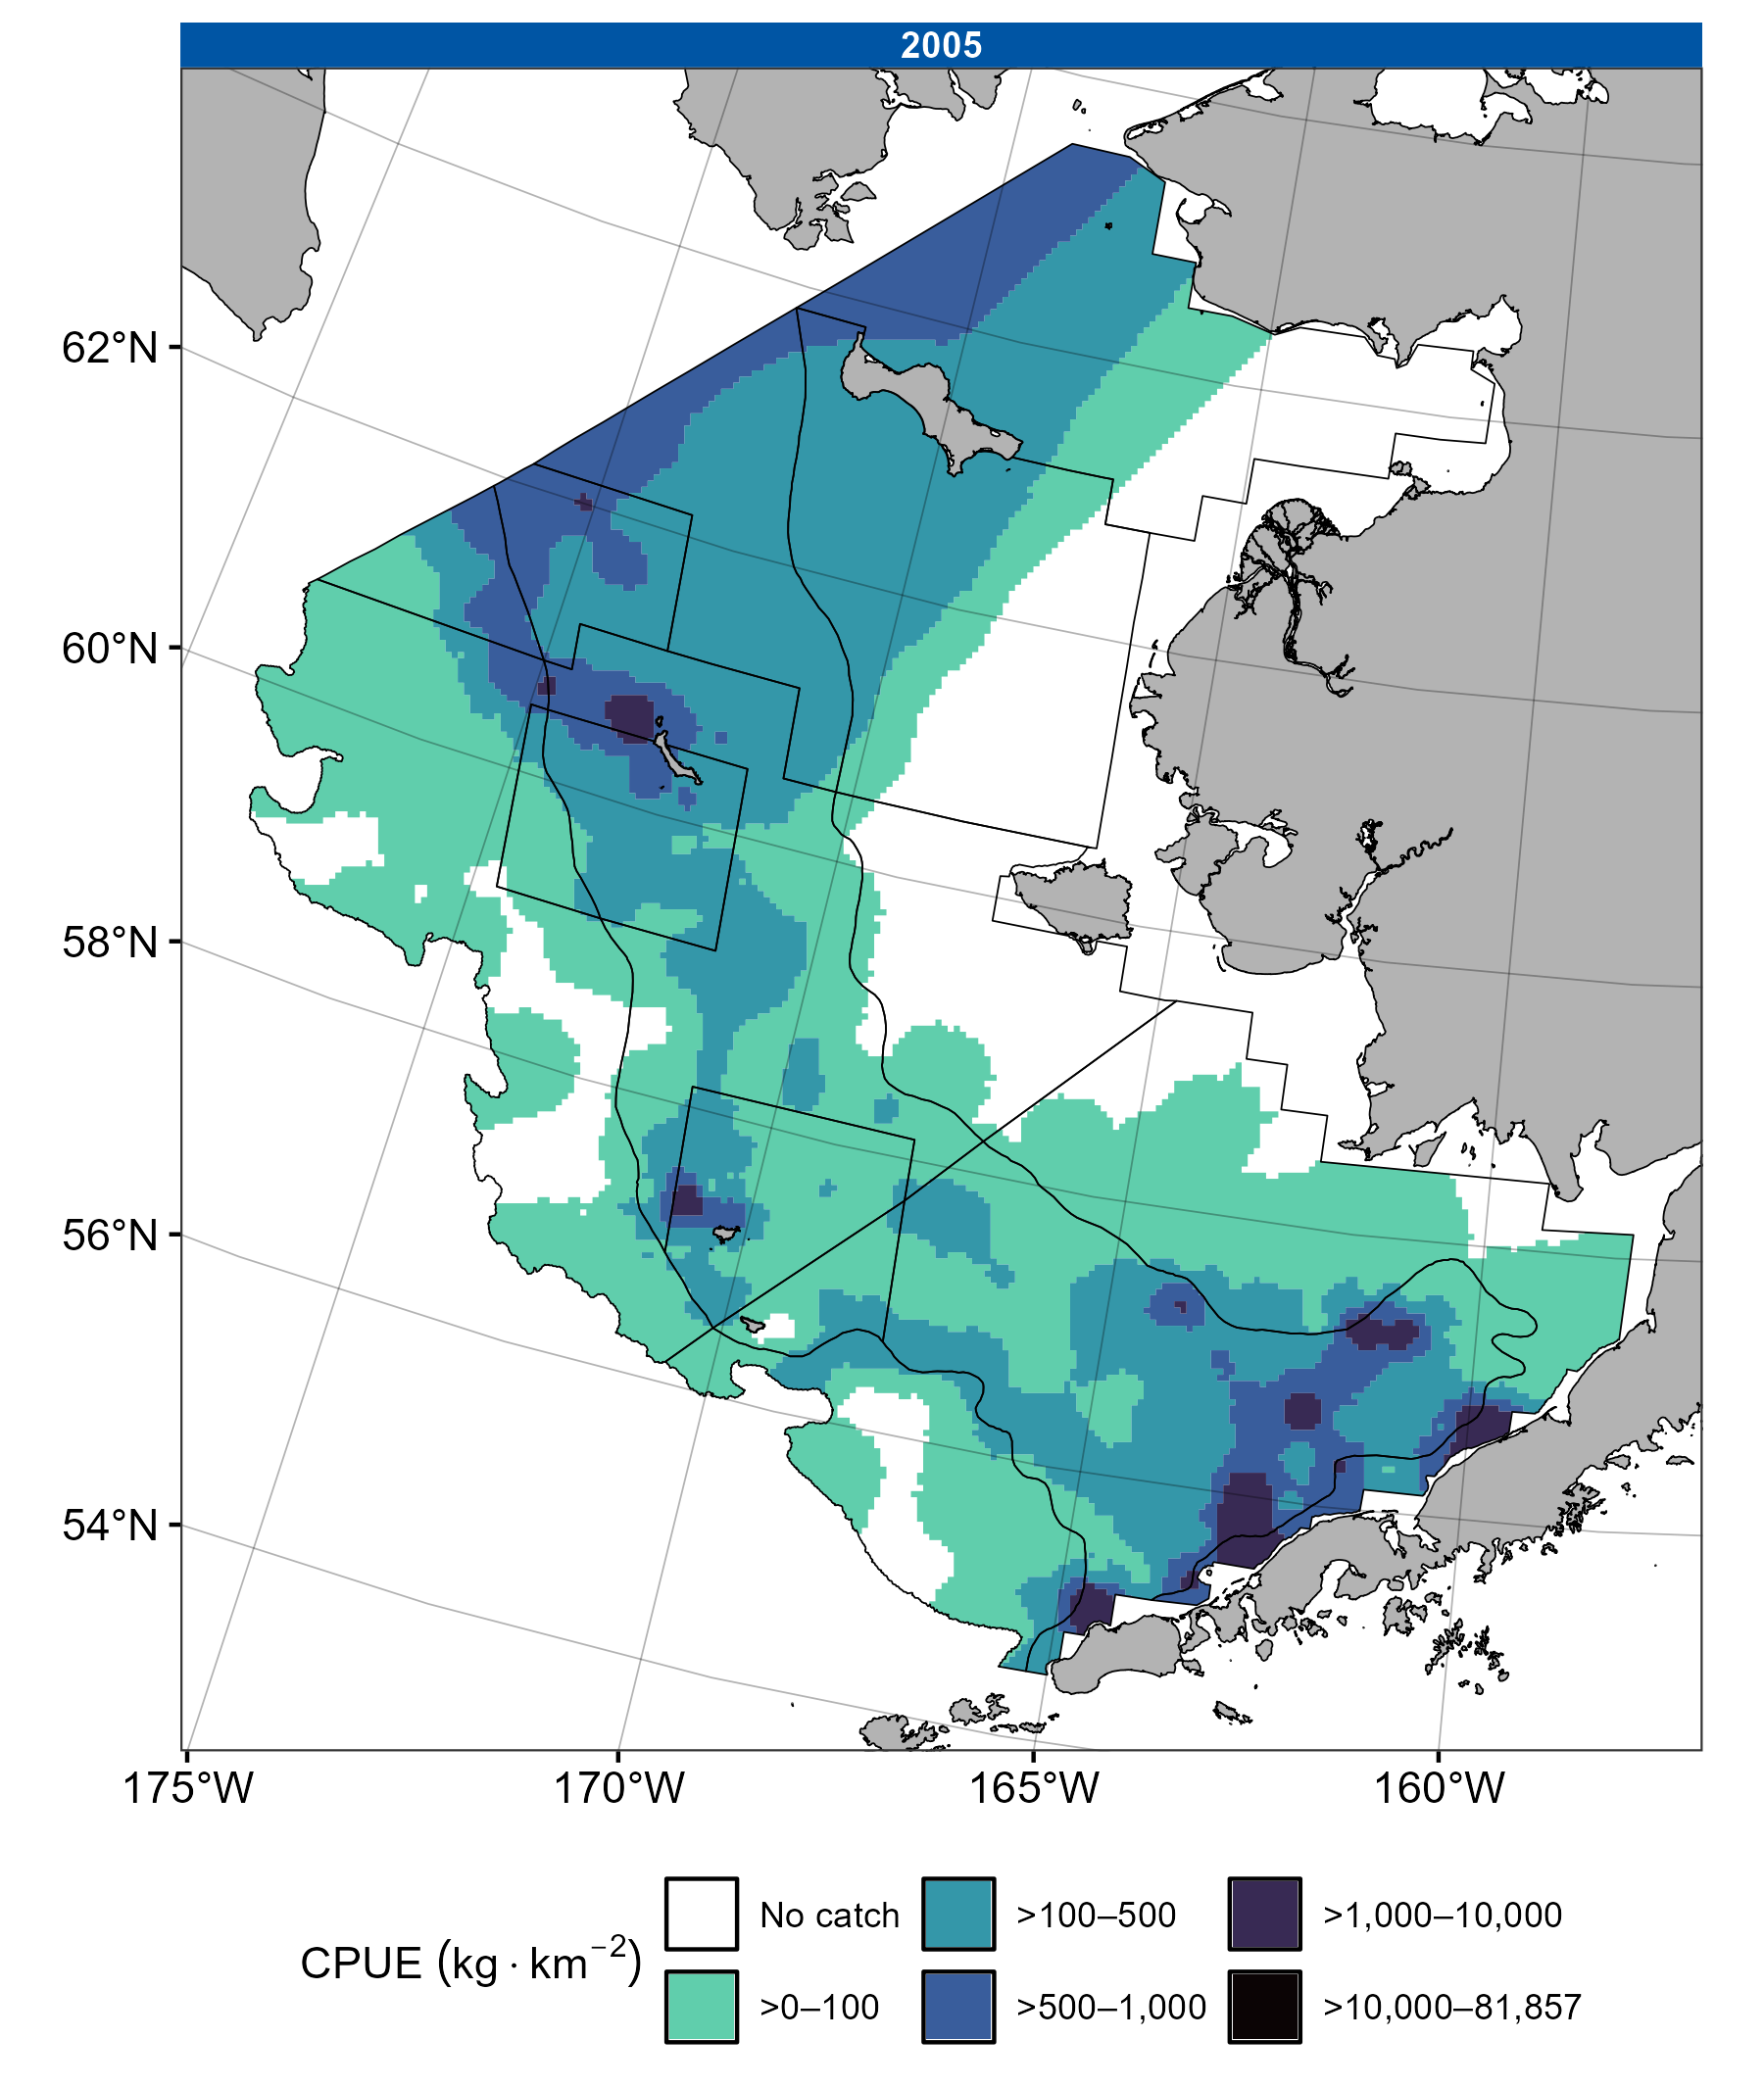 2005
62°N
60°N
58°N
56°N
54°N
175°W 170°W 165°W 160°W
CPUE (kg · km⁻²)
No catch >100–500 >1,000–10,000
>0–100 >500–1,000 >10,000–81,857